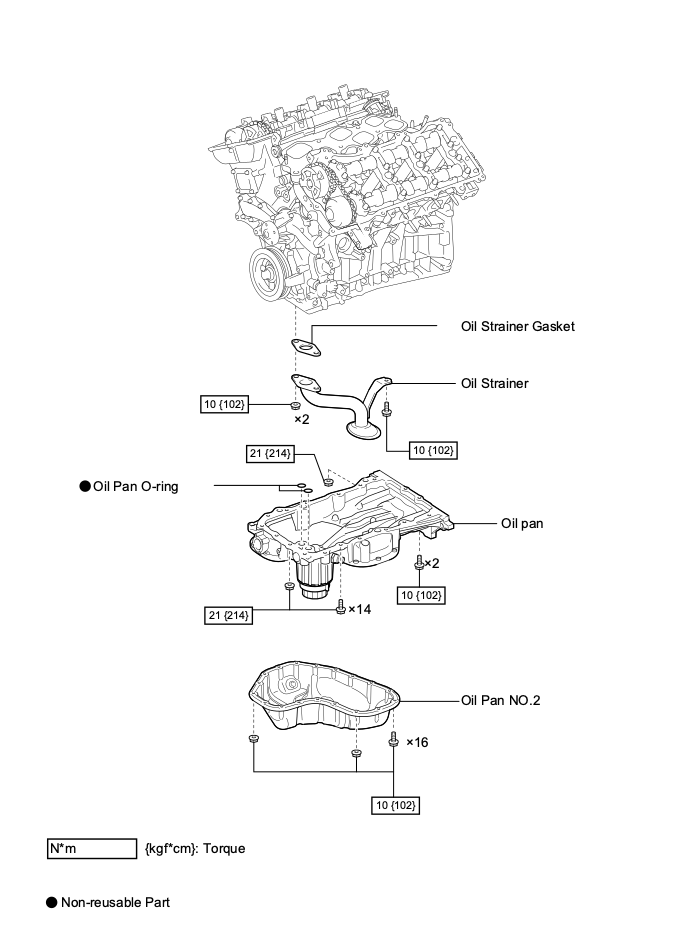 Oil Strainer Gasket
Oil Strainer
10 {102}
×2
10 {102}
21 {214}
● Oil Pan O-ring
Oil pan
×2
10 {102}
×14
21 {214}
Oil Pan NO.2
×16
10 {102}
N*m {kgf*cm}: Torque
● Non-reusable Part